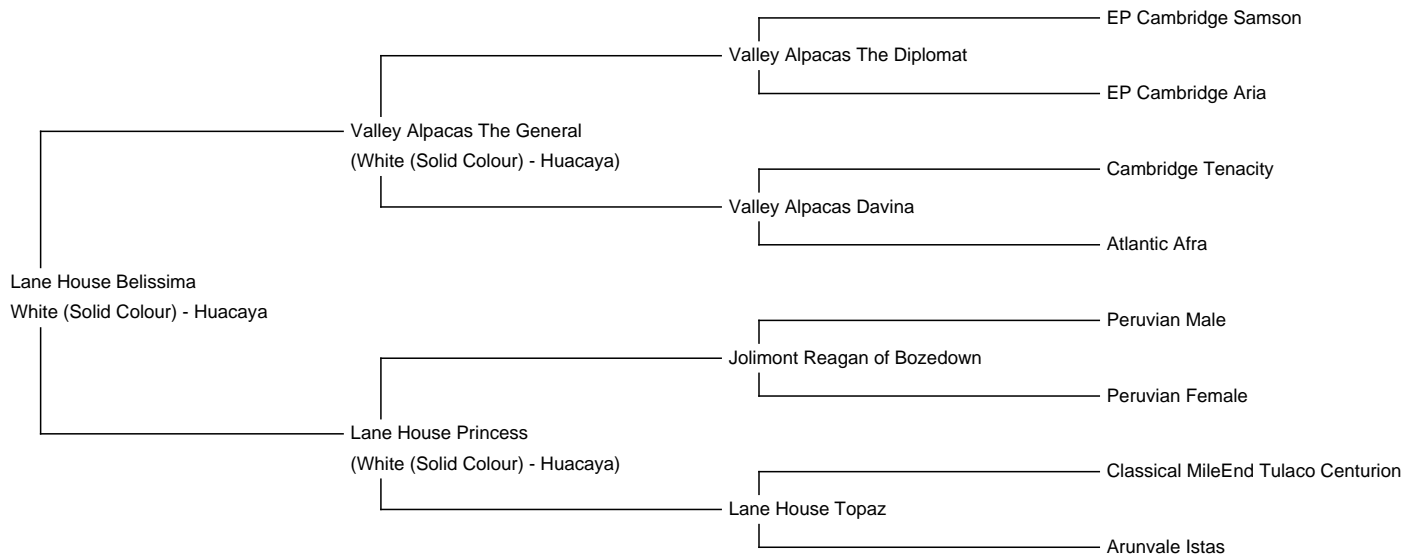 EP Cambridge Samson
Valley Alpacas The Diplomat
EP Cambridge Aria
Valley Alpacas The General
(White (Solid Colour) - Huacaya)
Cambridge Tenacity
Valley Alpacas Davina
Atlantic Afra
Lane House Belissima
White (Solid Colour) - Huacaya
Peruvian Male
Jolimont Reagan of Bozedown
Peruvian Female
Lane House Princess
(White (Solid Colour) - Huacaya)
Classical MileEnd Tulaco Centurion
Lane House Topaz
Arunvale Istas